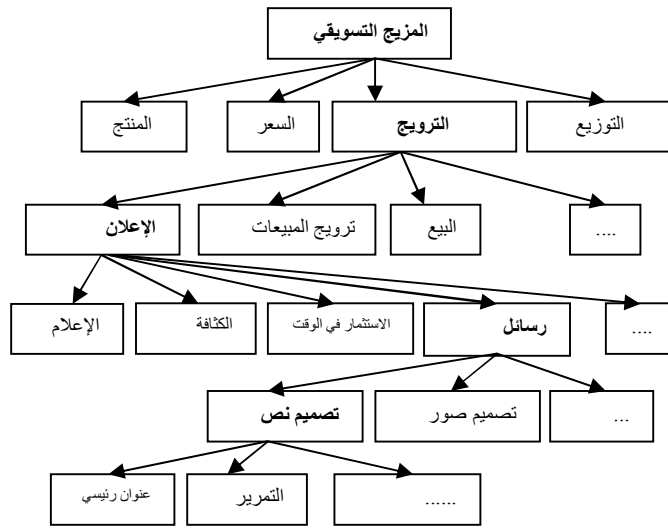 المزيج التسويقي
التوزيع
الترويج
السعر
المنتج
....
البيع
ترويج المبيعات
الإعلان
....
رسائل
الاستثمار في الوقت
الكثافة
الإعلام
...
تصميم صور
تصميم نص
......
التمرير
عنوان رئيسي